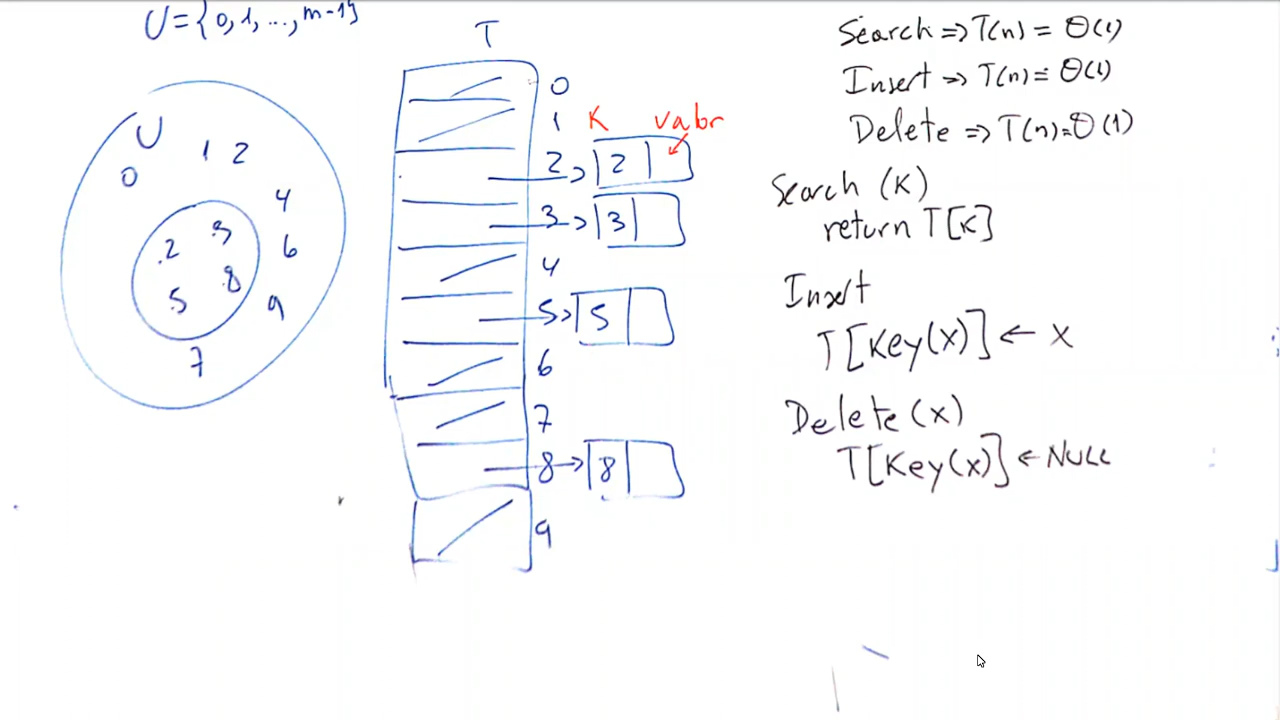 U={0,1,...,m-1}
T
U
0
1 2
4
6
9
7
.2 .3
.5 .8
0
1
2
3
4
5
6
7
8
9
K valor
2
3
5
8
Search => T(n) = Θ(1)
Insert => T(n) = Θ(1)
Delete => T(n)=Θ(1)
Search (K)
return T[K]
Insert
T[Key(x)] ← x
Delete (x)
T[Key(x)] ← NULL